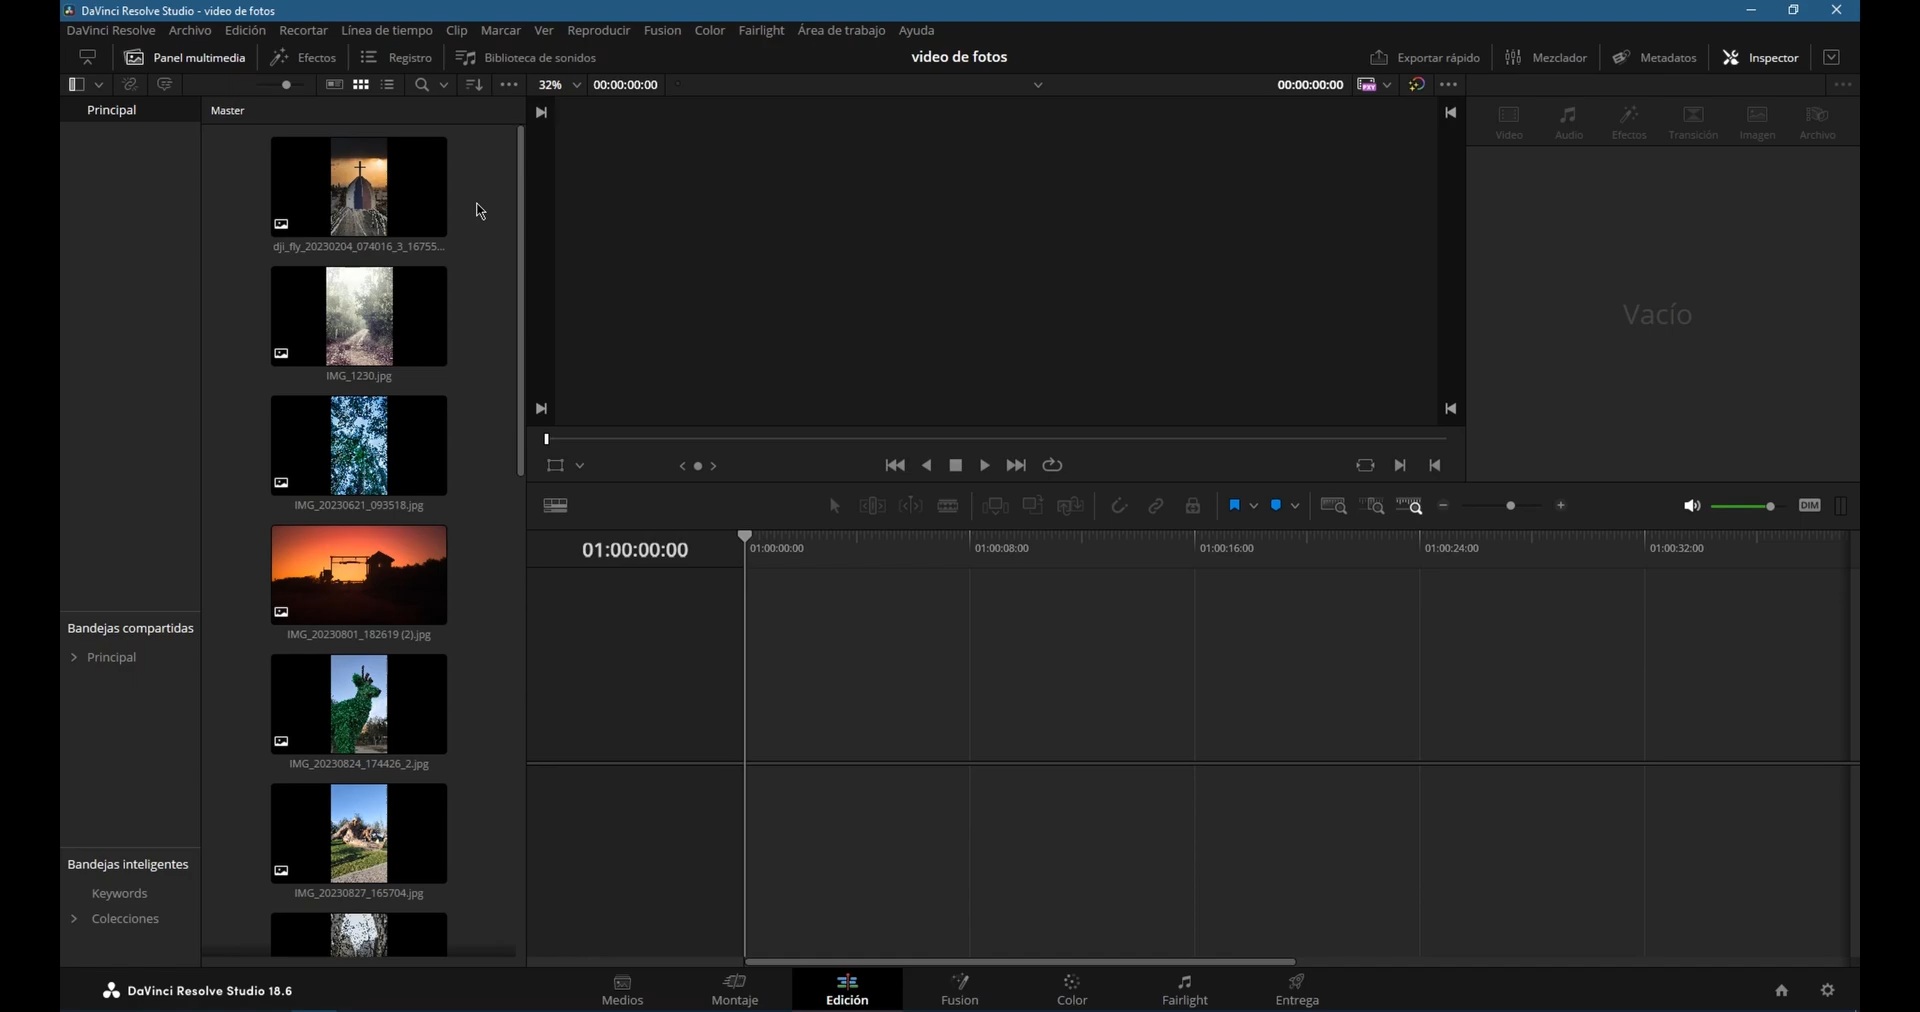 DaVinci Resolve Studio - video de fotos
DaVinci Resolve Archivo Edición Recortar Línea de tiempo Clip Marcar Ver Reproducir Fusion Color Fairlight Área de trabajo Ayuda
Panel multimedia Efectos Registro Biblioteca de sonidos video de fotos Exportar rápido Mezclador Metadatos Inspector
32% 00:00:00:00 00:00:00:00 PXY
Principal Master
Video Audio Efectos Transición Imagen Archivo
dji_fly_20230204_074016_3_16755...
Vacío
IMG_1230.jpg
IMG_20230621_093518.jpg
DIM
01:00:00:00 01:00:00:00 01:00:08:00 01:00:16:00 01:00:24:00 01:00:32:00
IMG_20230801_182619 (2).jpg
Bandejas compartidas
Principal
IMG_20230824_174426_2.jpg
Bandejas inteligentes
Keywords
IMG_20230827_165704.jpg
Colecciones
DaVinci Resolve Studio 18.6
Medios Montaje Edición Fusion Color Fairlight Entrega